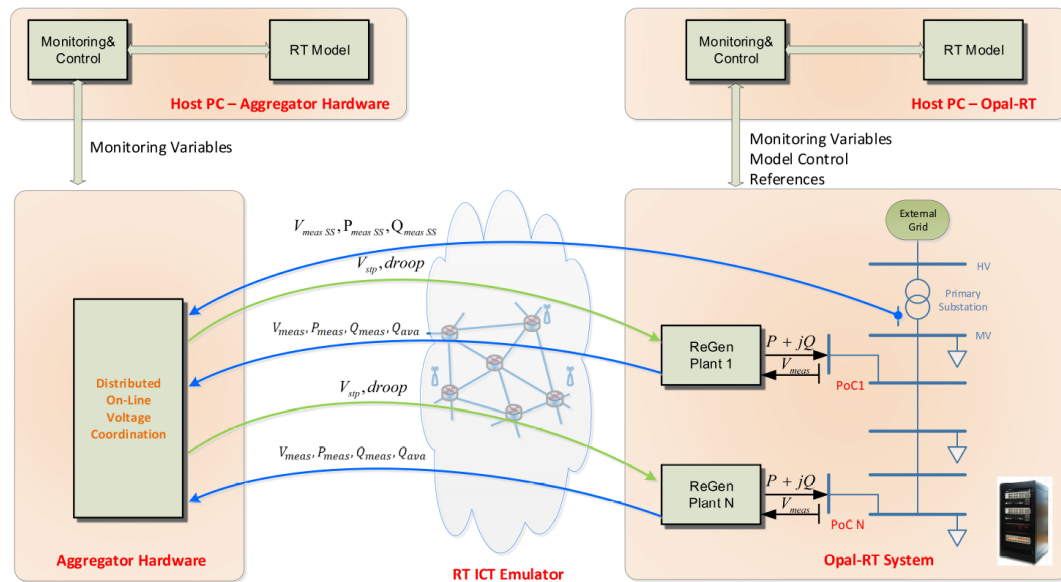 Monitoring&
Control
RT Model
Host PC – Aggregator Hardware
Monitoring&
Control
RT Model
Host PC – Opal-RT
Monitoring Variables
Monitoring Variables
Model Control
References
V_meas SS, P_meas SS, Q_meas SS
V_stp, droop
V_meas, P_meas, Q_meas, Q_ava
V_stp, droop
V_meas, P_meas, Q_meas, Q_ava
Distributed
On-Line
Voltage
Coordination
Aggregator Hardware
RT ICT Emulator
External
Grid
HV
Primary
Substation
MV
ReGen
Plant 1
P + jQ
V_meas
PoC1
ReGen
Plant N
P + jQ
V_meas
PoC N
Opal-RT System